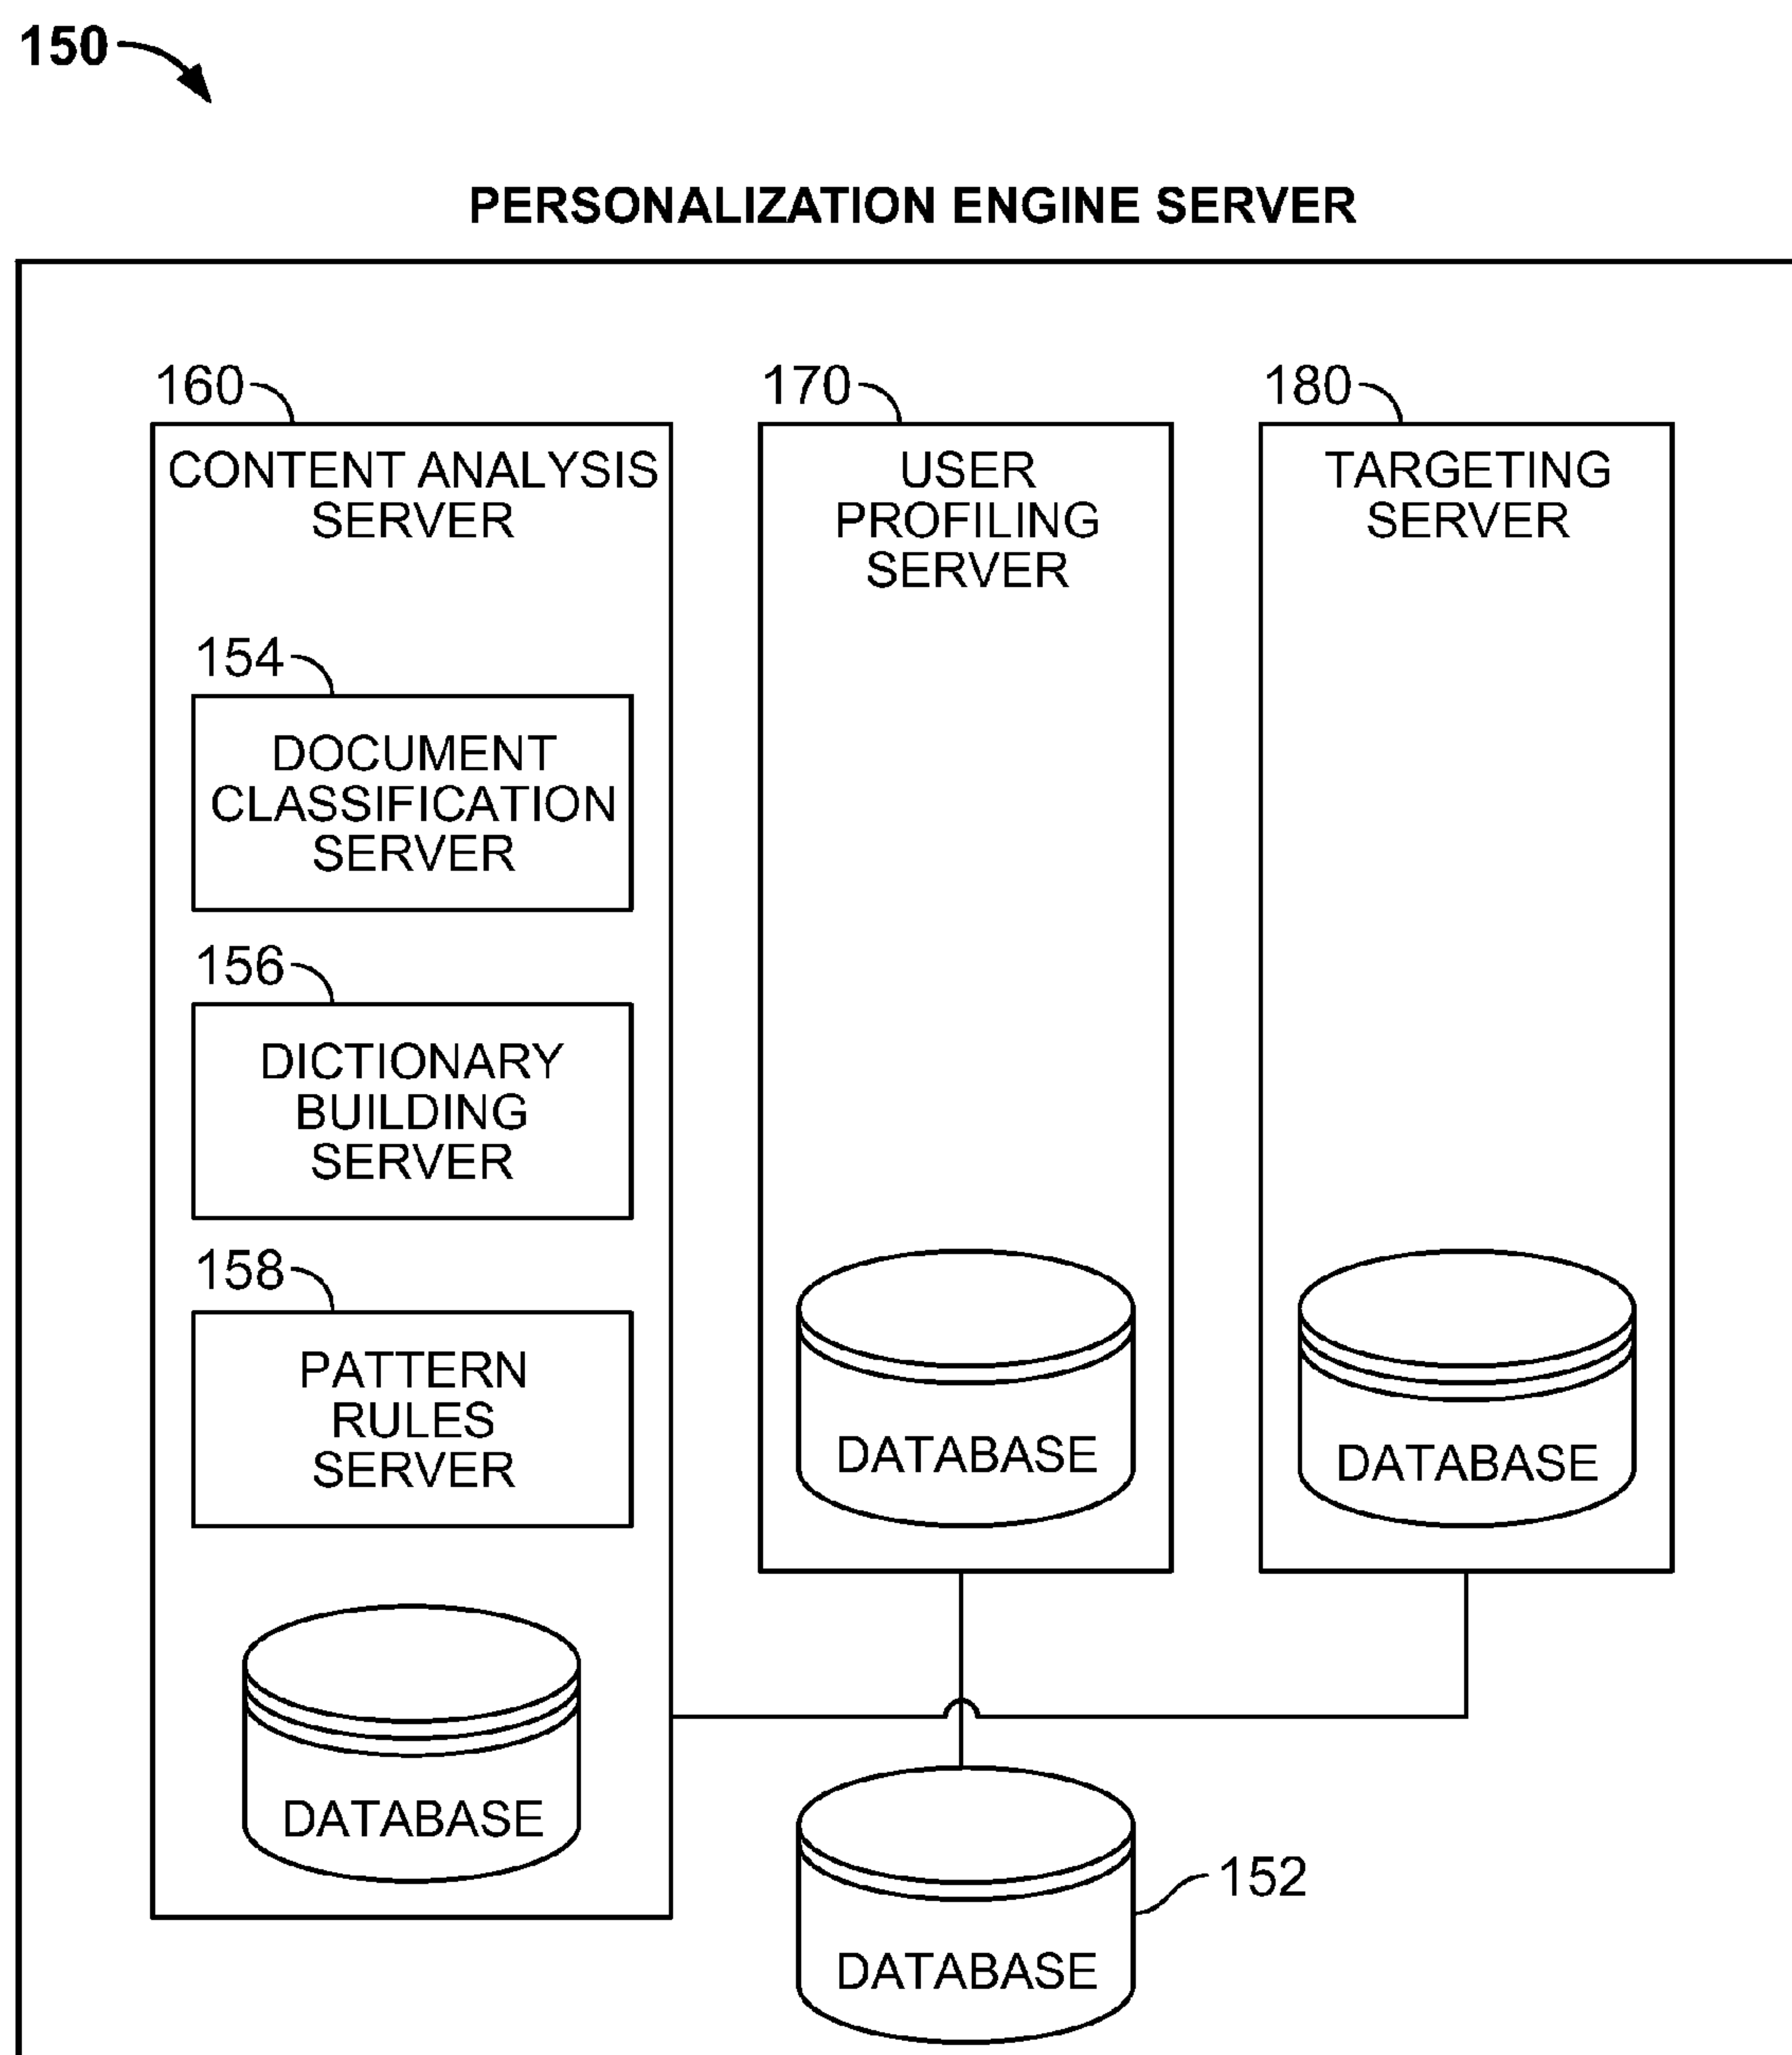 150
PERSONALIZATION ENGINE SERVER
160
CONTENT ANALYSIS
SERVER
154
DOCUMENT
CLASSIFICATION
SERVER
156
DICTIONARY
BUILDING
SERVER
158
PATTERN
RULES
SERVER
DATABASE
170
USER
PROFILING
SERVER
DATABASE
180
TARGETING
SERVER
DATABASE
152
DATABASE